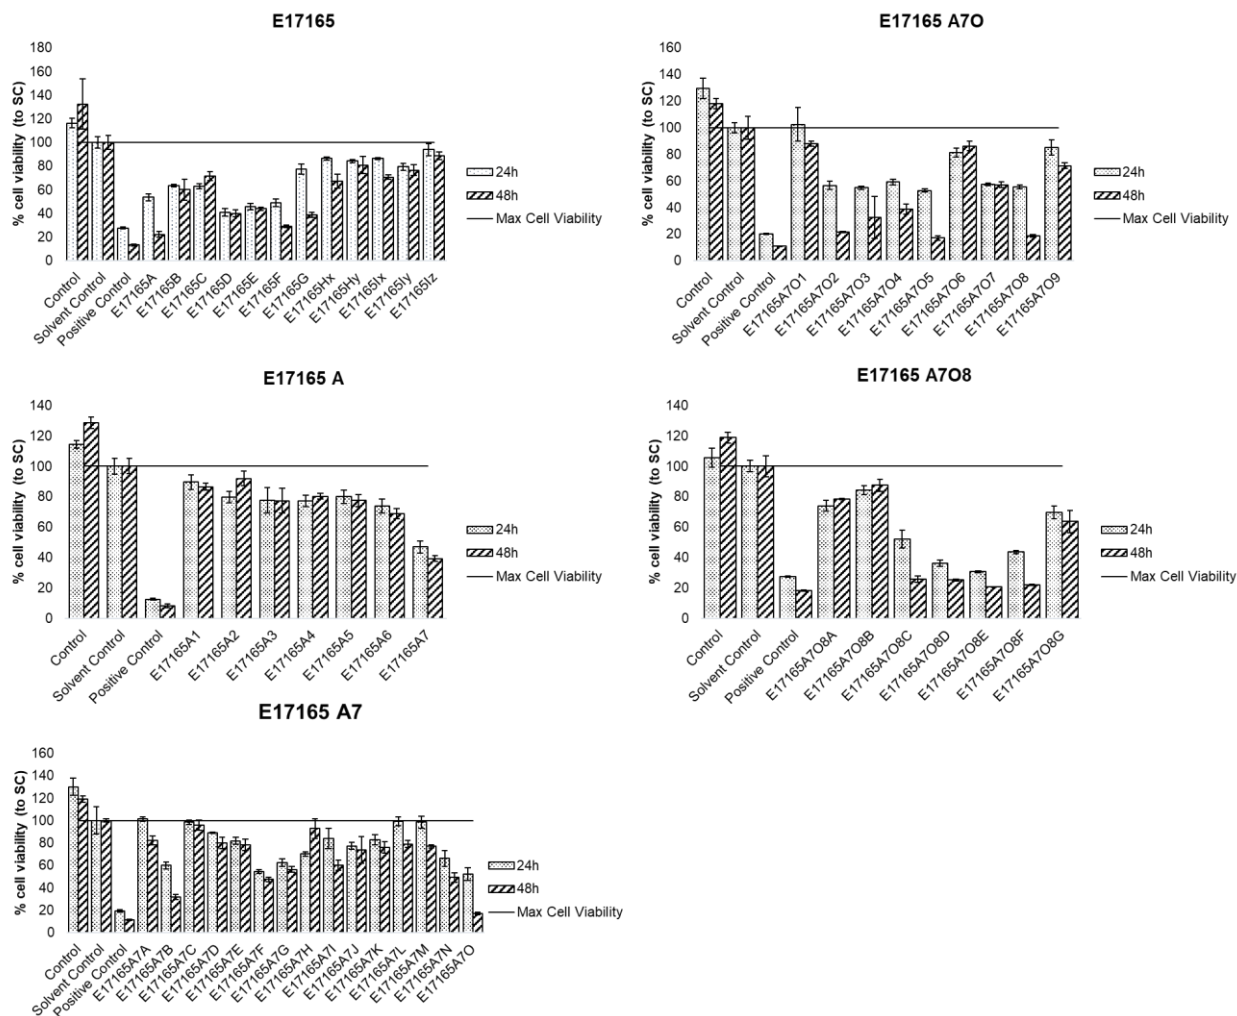 E17165
% cell viability (to SC)
180
160
140
120
100
80
60
40
20
0
Control
Solvent Control
Positive Control
E17165A
E17165B
E17165C
E17165D
E17165E
E17165F
E17165G
E17165Hx
E17165Hy
E17165Ix
E17165Iy
E17165Iz
24h
48h
Max Cell Viability
E17165 A7O
% cell viability (to SC)
160
140
120
100
80
60
40
20
0
Control
Solvent Control
Positive Control
E17165A7O1
E17165A7O2
E17165A7O3
E17165A7O4
E17165A7O5
E17165A7O6
E17165A7O7
E17165A7O8
E17165A7O9
24h
48h
Max Cell Viability
E17165 A
% cell viability (to SC)
140
120
100
80
60
40
20
0
Control
Solvent Control
Positive Control
E17165A1
E17165A2
E17165A3
E17165A4
E17165A5
E17165A6
E17165A7
24h
48h
Max Cell Viability
E17165 A7O8
% cell viability (to SC)
140
120
100
80
60
40
20
0
Control
Solvent Control
Positive Control
E17165A7O8A
E17165A7O8B
E17165A7O8C
E17165A7O8D
E17165A7O8E
E17165A7O8F
E17165A7O8G
24h
48h
Max Cell Viability
E17165 A7
% cell viability (to SC)
160
140
120
100
80
60
40
20
0
Control
Solvent Control
Positive Control
E17165A7A
E17165A7B
E17165A7C
E17165A7D
E17165A7E
E17165A7F
E17165A7G
E17165A7H
E17165A7I
E17165A7J
E17165A7K
E17165A7L
E17165A7M
E17165A7N
E17165A7O
24h
48h
Max Cell Viability